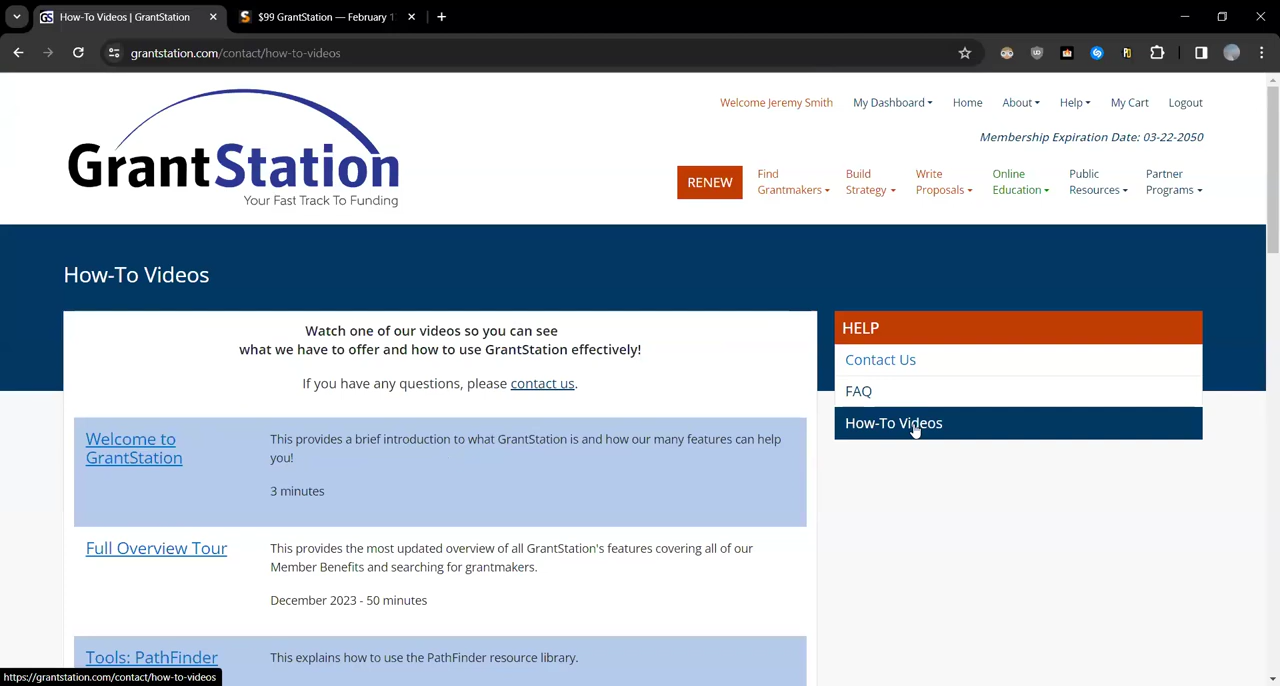 How-To Videos | GrantStation
$99 GrantStation — February 1
grantstation.com/contact/how-to-videos
GrantStation
Your Fast Track To Funding
Welcome Jeremy Smith
My Dashboard
Home
About
Help
My Cart
Logout
Membership Expiration Date: 03-22-2050
RENEW
Find
Grantmakers
Build
Strategy
Write
Proposals
Online
Education
Public
Resources
Partner
Programs
How-To Videos
Watch one of our videos so you can see
what we have to offer and how to use GrantStation effectively!
If you have any questions, please contact us.
Welcome to
GrantStation
This provides a brief introduction to what GrantStation is and how our many features can help
you!
3 minutes
Full Overview Tour
This provides the most updated overview of all GrantStation's features covering all of our
Member Benefits and searching for grantmakers.
December 2023 - 50 minutes
Tools: PathFinder
This explains how to use the PathFinder resource library.
HELP
Contact Us
FAQ
How-To Videos
https://grantstation.com/contact/how-to-videos